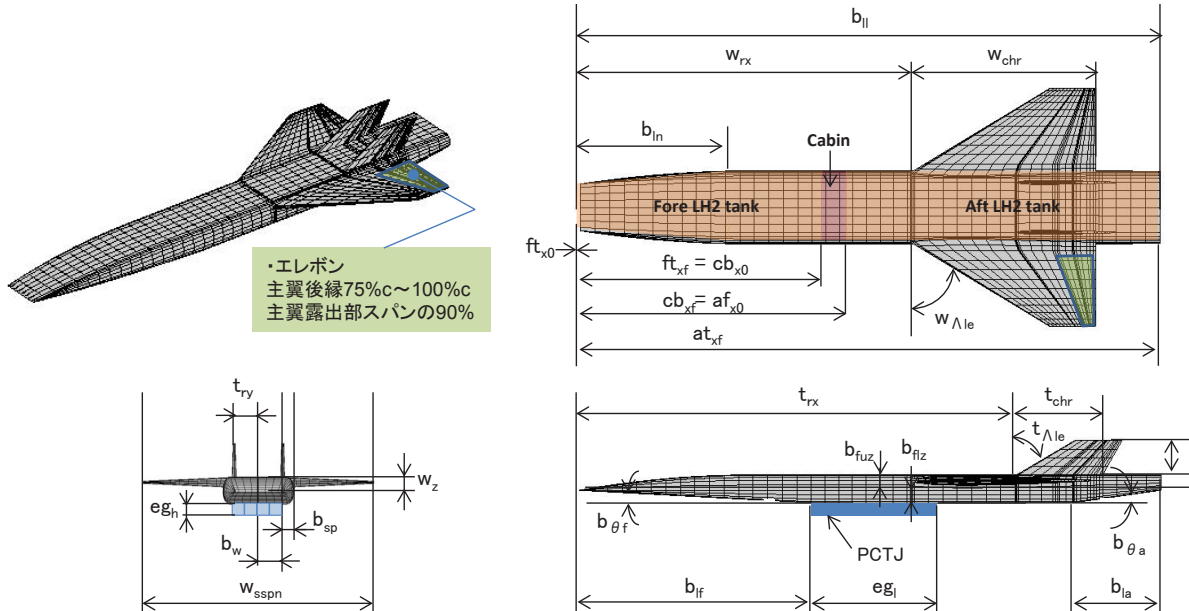 ・エレボン
主翼後縁75%c～100%c
主翼露出部スパンの90%
b_ll
w_rx
w_chr
b_ln
Cabin
Fore LH2 tank
Aft LH2 tank
ft_x0
ft_xf = cb_x0
cb_xf = af_x0
w_Λle
at_xf
t_ry
w_z
eg_h
b_sp
b_w
w_sspn
t_rx
t_chr
t_Λle
b_fuz
b_flz
b_θf
PCTJ
b_θa
b_lf
eg_l
b_la